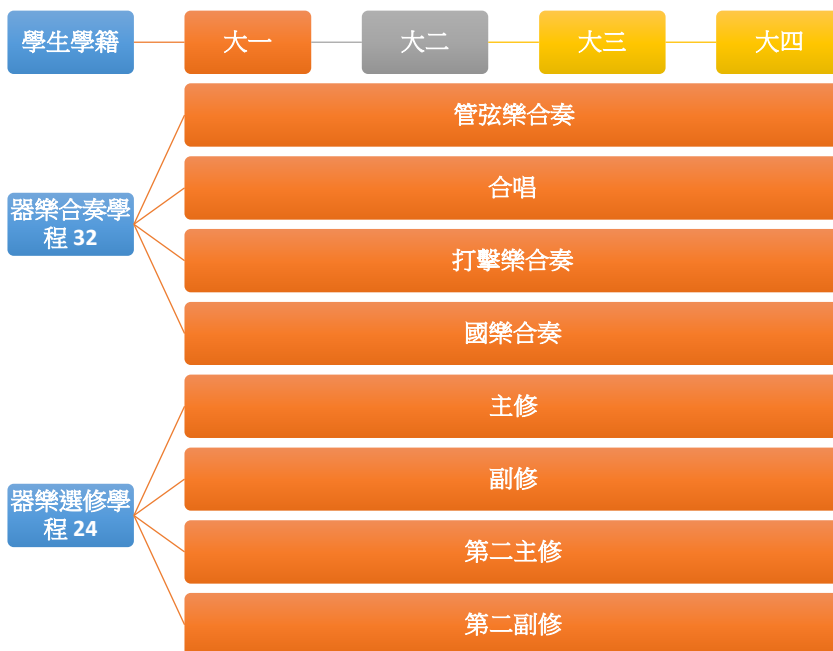 學生學籍
大一
大二
大三
大四
管弦樂合奏
合唱
器樂合奏學
程 32
打擊樂合奏
國樂合奏
主修
副修
器樂選修學
程 24
第二主修
第二副修